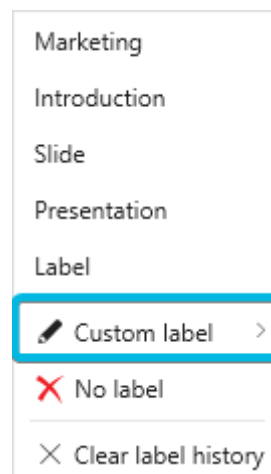 Marketing
Introduction
Slide
Presentation
Label
Custom label
No label
Clear label history